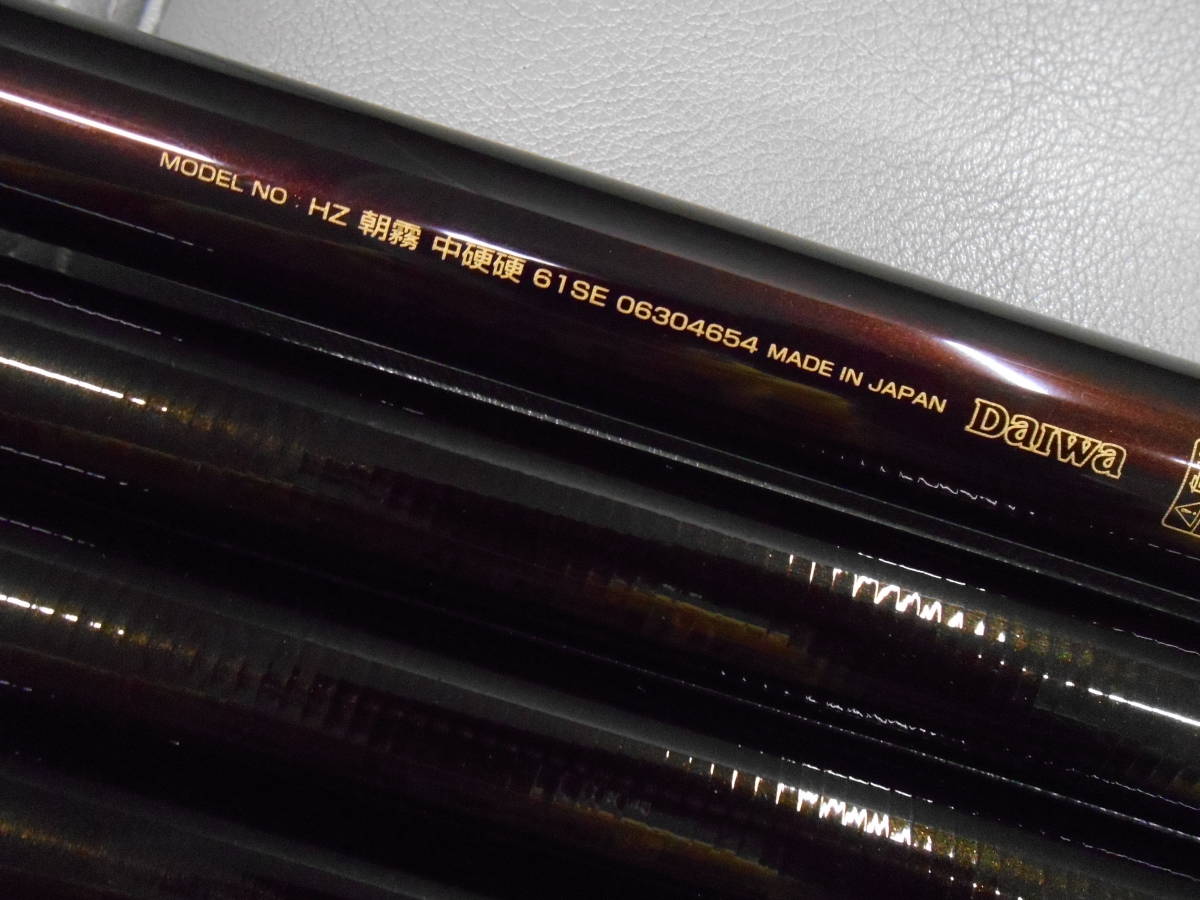 MODEL NO : HZ 朝霧 中硬硬 61SE 06304654 MADE IN JAPAN Daiwa